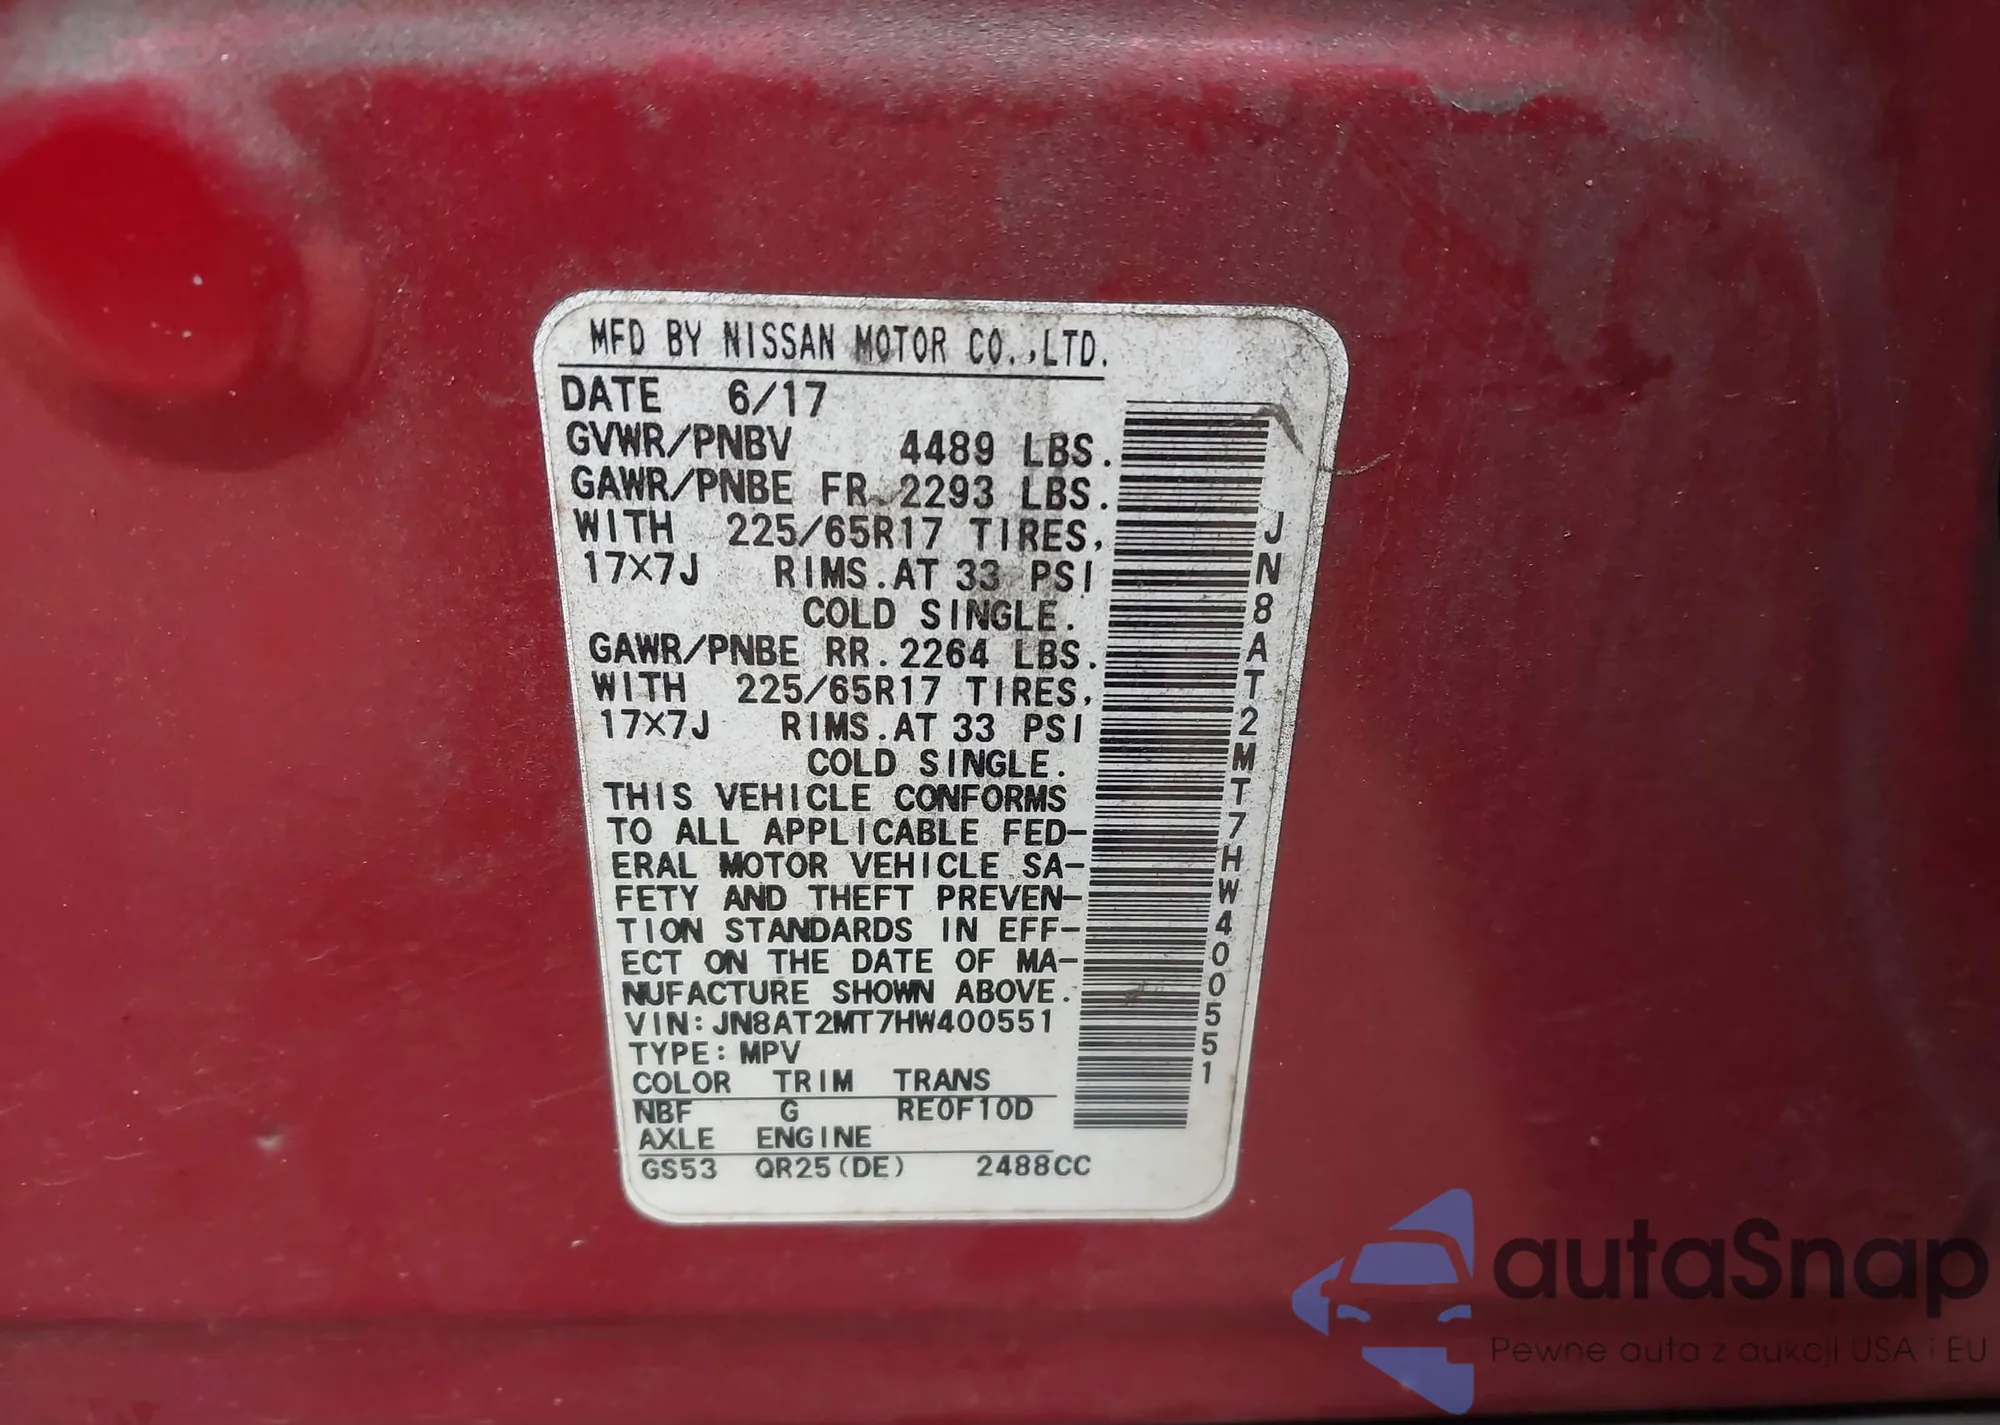 MFD BY NISSAN MOTOR CO.,LTD.
DATE 6/17
GVWR/PNBV 4489 LBS.
GAWR/PNBE FR.2293 LBS.
WITH 225/65R17 TIRES,
17X7J RIMS.AT 33 PSI
COLD SINGLE.
GAWR/PNBE RR.2264 LBS.
WITH 225/65R17 TIRES,
17X7J RIMS.AT 33 PSI
COLD SINGLE.
THIS VEHICLE CONFORMS
TO ALL APPLICABLE FED-
ERAL MOTOR VEHICLE SA-
FETY AND THEFT PREVEN-
TION STANDARDS IN EFF-
ECT ON THE DATE OF MA-
NUFACTURE SHOWN ABOVE.
VIN:JN8AT2MT7HW400551
TYPE:MPV
COLOR TRIM TRANS
NBF G RE0F10D
AXLE ENGINE
GS53 QR25(DE) 2488CC
JN8AT2MT7HW400551
autaSnap
Pewne auta z aukcji USA i EU